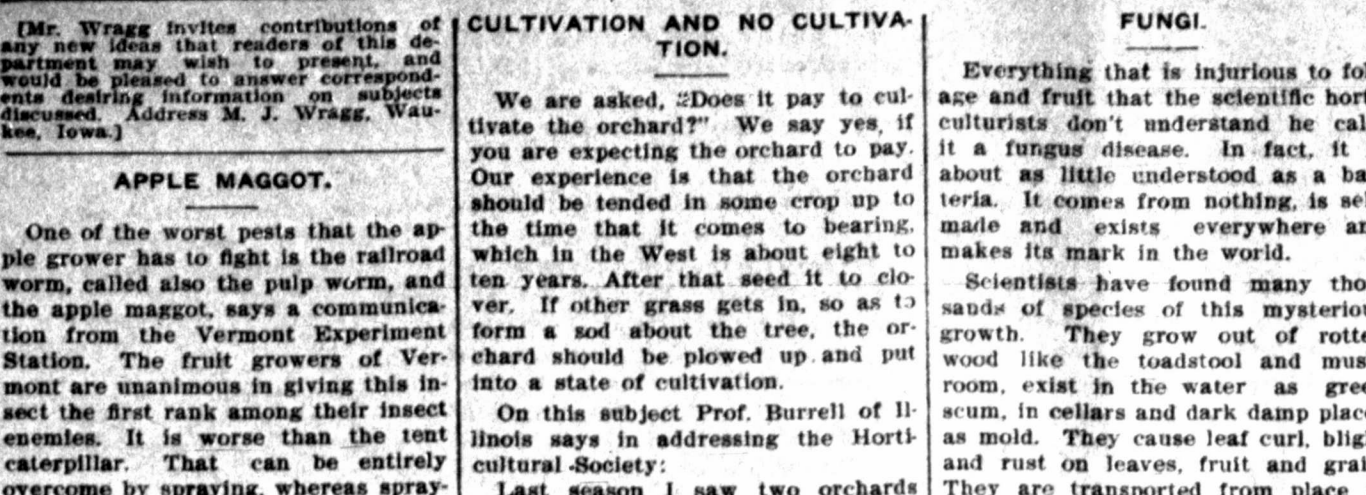 [Mr. Wragg invites contributions of
any new ideas that readers of this de-
partment may wish to present, and
would be pleased to answer correspond-
ents desiring information on subjects
discussed. Address M. J. Wragg, Wau-
kee, Iowa.]
APPLE MAGGOT.
One of the worst pests that the ap-
ple grower has to fight is the railroad
worm, called also the pulp worm, and
the apple maggot, says a communica-
tion from the Vermont Experiment
Station. The fruit growers of Ver-
mont are unanimous in giving this in-
sect the first rank among their insect
enemies. It is worse than the tent
caterpillar. That can be entirely
overcome by spraying, whereas spray-
CULTIVATION AND NO CULTIVA-
TION.
We are asked, "Does it pay to cul-
tivate the orchard?" We say yes, if
you are expecting the orchard to pay.
Our experience is that the orchard
should be tended in some crop up to
the time that it comes to bearing,
which in the West is about eight to
ten years. After that seed it to clo-
ver. If other grass gets in, so as to
form a sod about the tree, the or-
chard should be plowed up and put
into a state of cultivation.
On this subject Prof. Burrell of Il-
linois says in addressing the Horti-
cultural Society:
Last season I saw two orchards
FUNGI.
Everything that is injurious to fol
age and fruit that the scientific hort
culturists don't understand he cal
it a fungus disease. In fact, it
about as little understood as a ba
teria. It comes from nothing, is sel
made and exists everywhere an
makes its mark in the world.
Scientists have found many tho
sands of species of this mysterio
growth. They grow out of rotte
wood like the toadstool and mus
room, exist in the water as gree
scum, in cellars and dark damp place
as mold. They cause leaf curl, blig
and rust on leaves, fruit and grai
They are transported from place